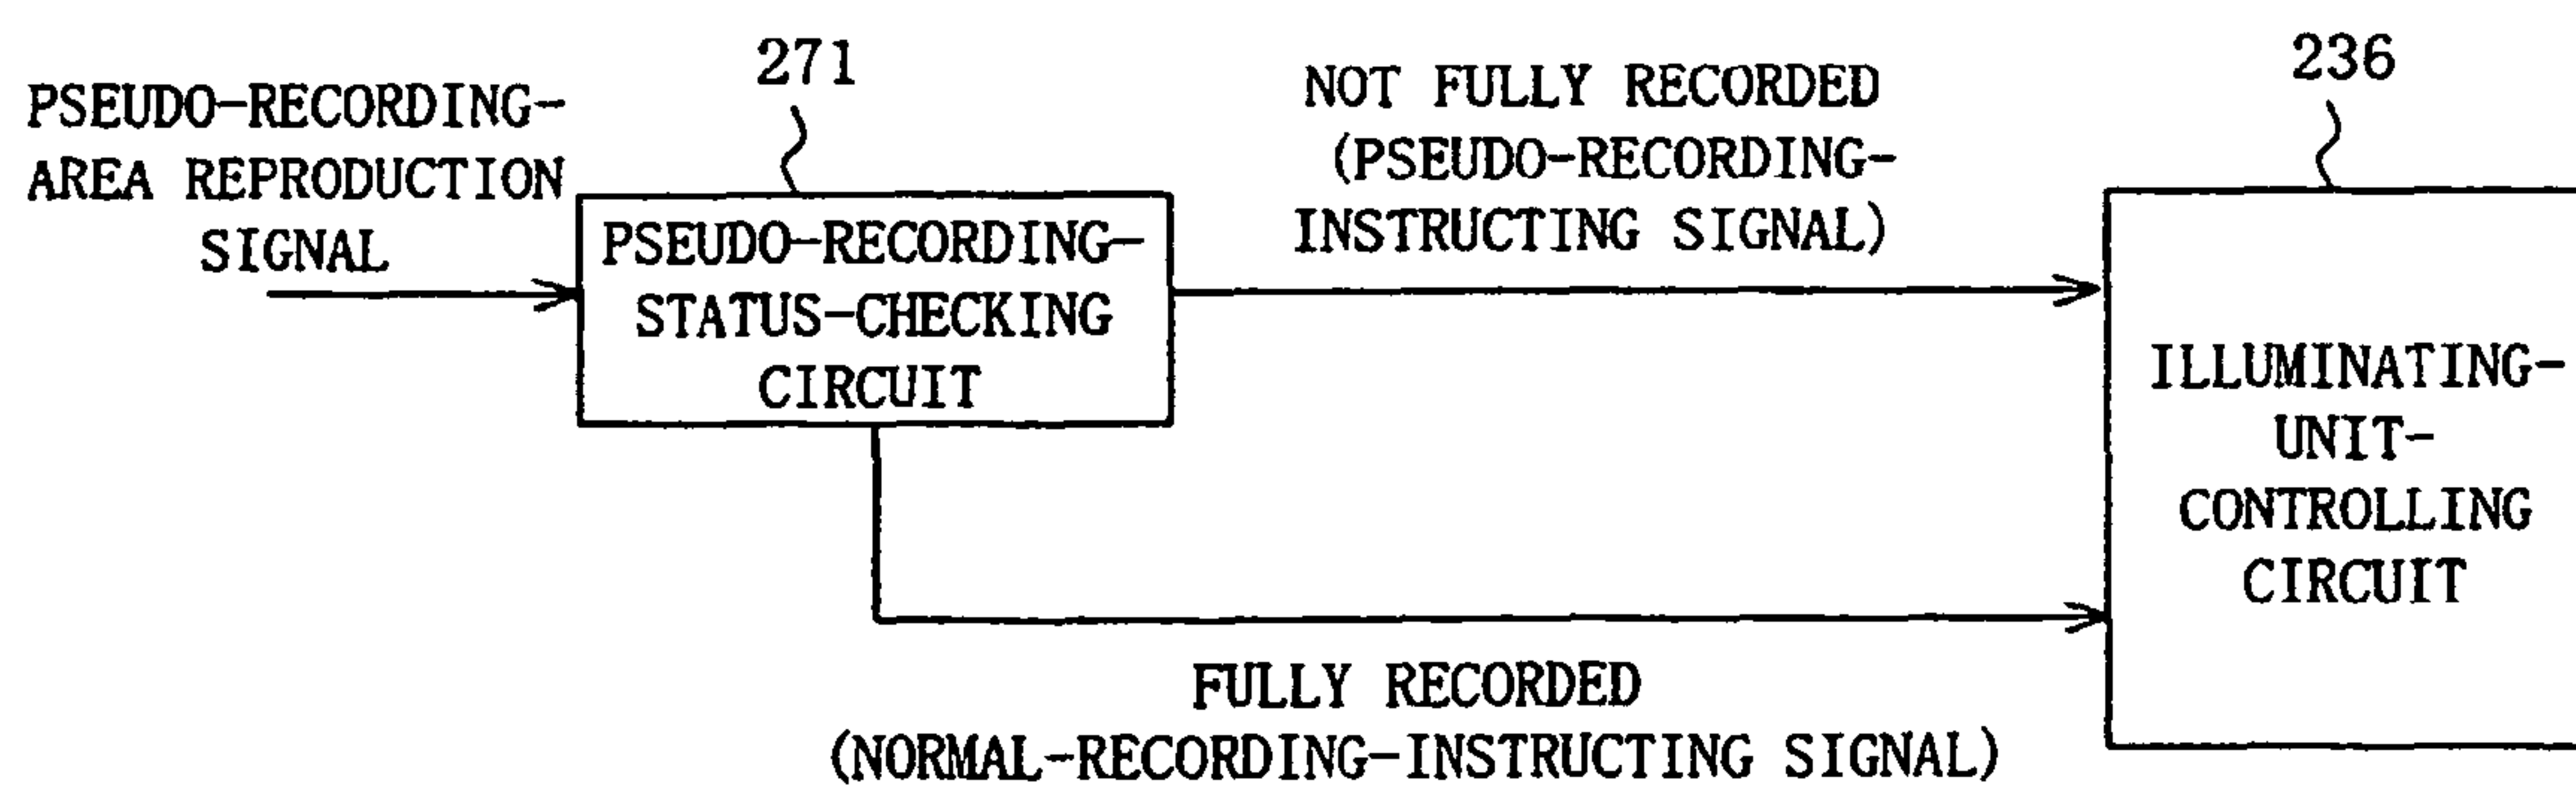 271
236
PSEUDO-RECORDING-
AREA REPRODUCTION
SIGNAL
PSEUDO-RECORDING-
STATUS-CHECKING
CIRCUIT
NOT FULLY RECORDED
(PSEUDO-RECORDING-
INSTRUCTING SIGNAL)
ILLUMINATING-
UNIT-
CONTROLLING
CIRCUIT
FULLY RECORDED
(NORMAL-RECORDING-INSTRUCTING SIGNAL)